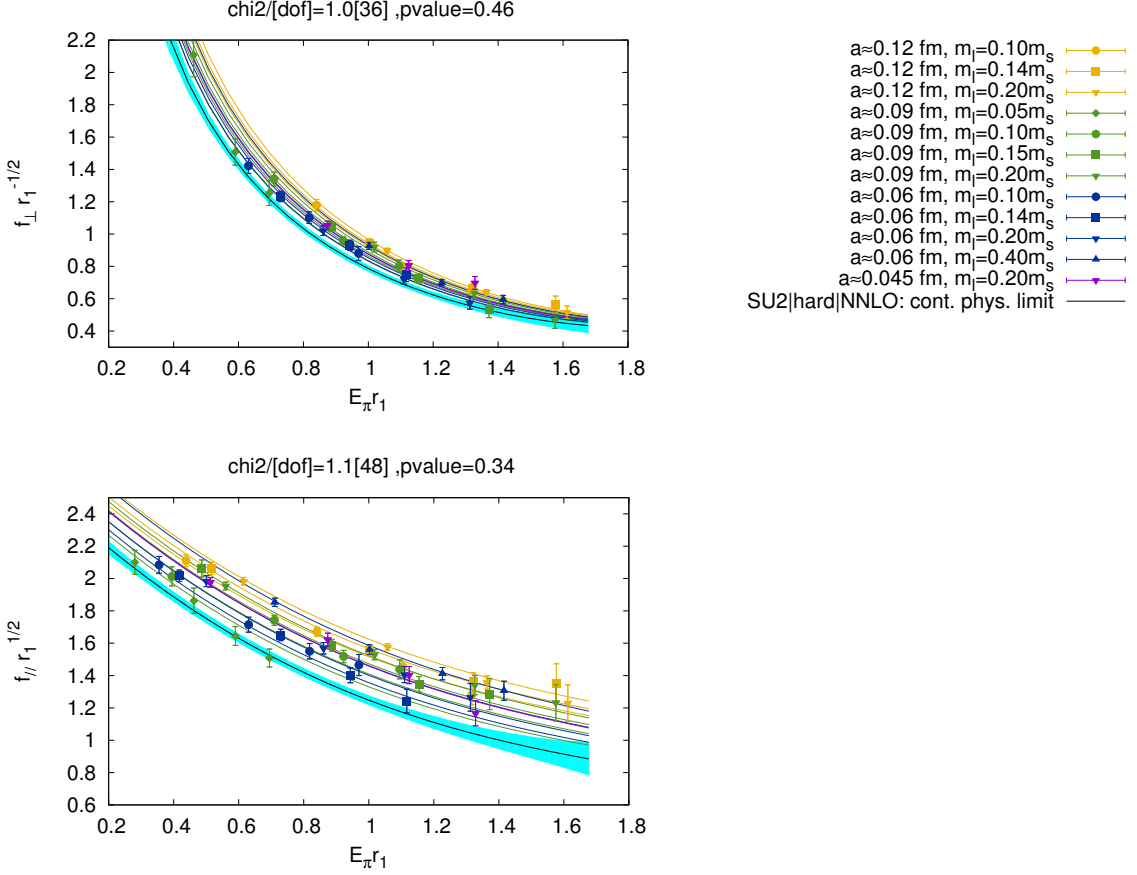 chi2/[dof]=1.0[36] ,pvalue=0.46
f⊥ r1^-1/2
2.2
2
1.8
1.6
1.4
1.2
1
0.8
0.6
0.4
0.2 0.4 0.6 0.8 1 1.2 1.4 1.6 1.8
Eπr1
a≈0.12 fm, ml=0.10ms
a≈0.12 fm, ml=0.14ms
a≈0.12 fm, ml=0.20ms
a≈0.09 fm, ml=0.05ms
a≈0.09 fm, ml=0.10ms
a≈0.09 fm, ml=0.15ms
a≈0.09 fm, ml=0.20ms
a≈0.06 fm, ml=0.10ms
a≈0.06 fm, ml=0.14ms
a≈0.06 fm, ml=0.20ms
a≈0.06 fm, ml=0.40ms
a≈0.045 fm, ml=0.20ms
SU2|hard|NNLO: cont. phys. limit
chi2/[dof]=1.1[48] ,pvalue=0.34
f// r1^1/2
2.4
2.2
2
1.8
1.6
1.4
1.2
1
0.8
0.6
0.2 0.4 0.6 0.8 1 1.2 1.4 1.6 1.8
Eπr1